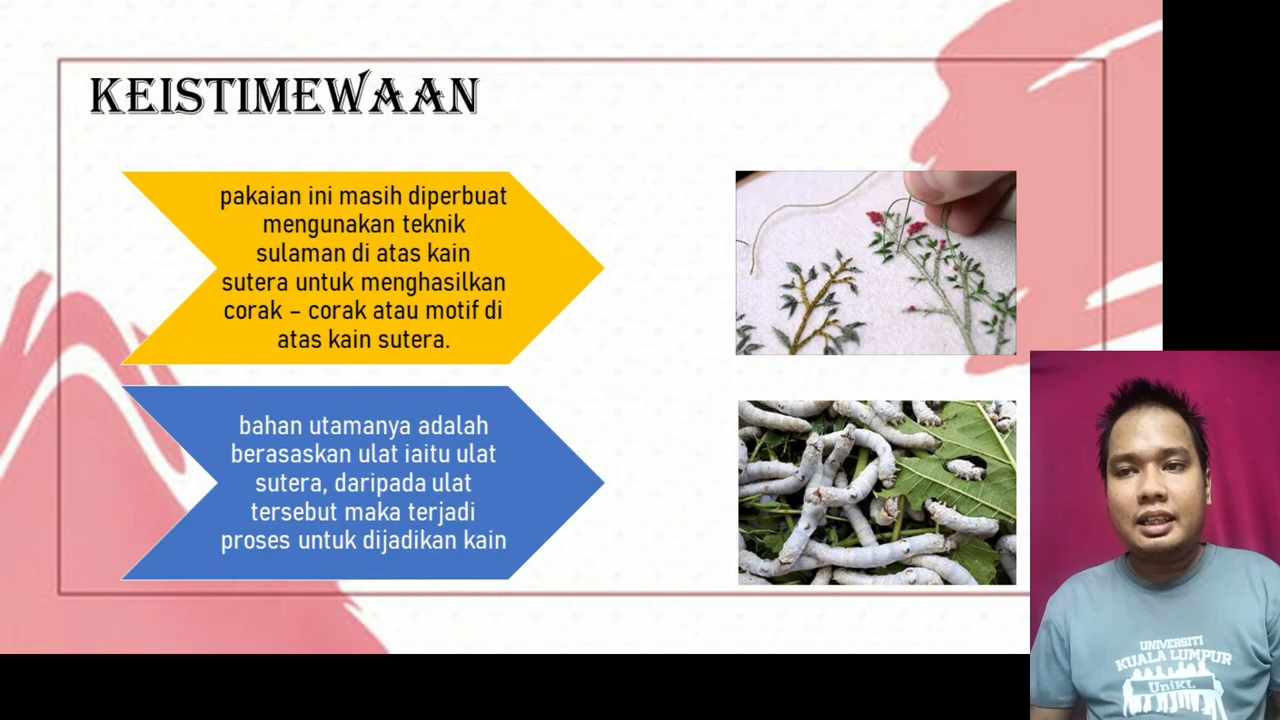 KEISTIMEWAAN
pakaian ini masih diperbuat
mengunakan teknik
sulaman di atas kain
sutera untuk menghasilkan
corak – corak atau motif di
atas kain sutera.
bahan utamanya adalah
berasaskan ulat iaitu ulat
sutera, daripada ulat
tersebut maka terjadi
proses untuk dijadikan kain
UNIVERSITI
KUALA LUMPUR
UniKL